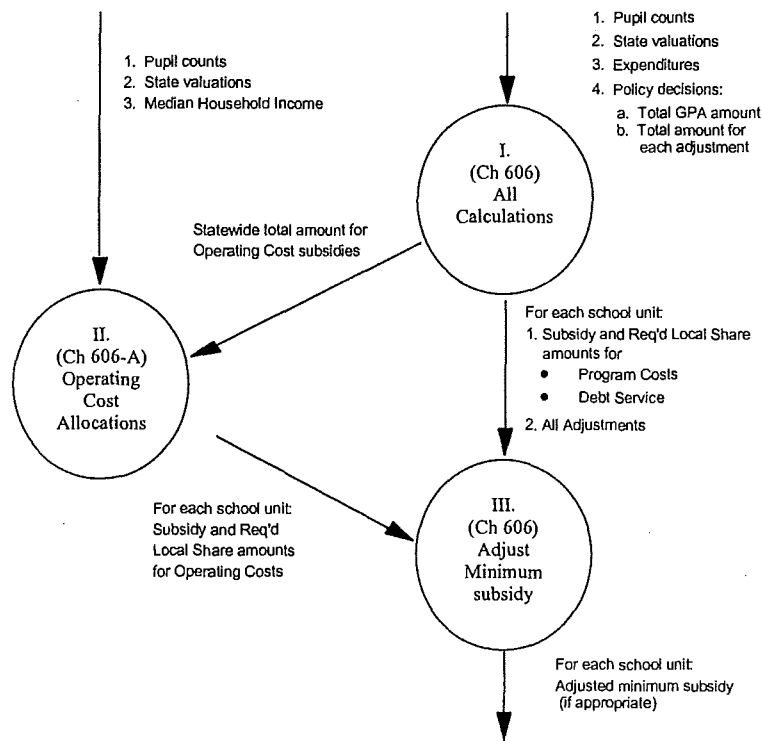 1. Pupil counts
2. State valuations
3. Median Household Income
1. Pupil counts
2. State valuations
3. Expenditures
4. Policy decisions:
a. Total GPA amount
b. Total amount for
each adjustment
I.
(Ch 606)
All
Calculations
Statewide total amount for
Operating Cost subsidies
II.
(Ch 606-A)
Operating
Cost
Allocations
For each school unit:
1. Subsidy and Req'd Local Share
amounts for
• Program Costs
• Debt Service
2. All Adjustments
For each school unit:
Subsidy and Req'd
Local Share amounts
for Operating Costs
III.
(Ch 606)
Adjust
Minimum
subsidy
For each school unit:
Adjusted minimum subsidy
(if appropriate)